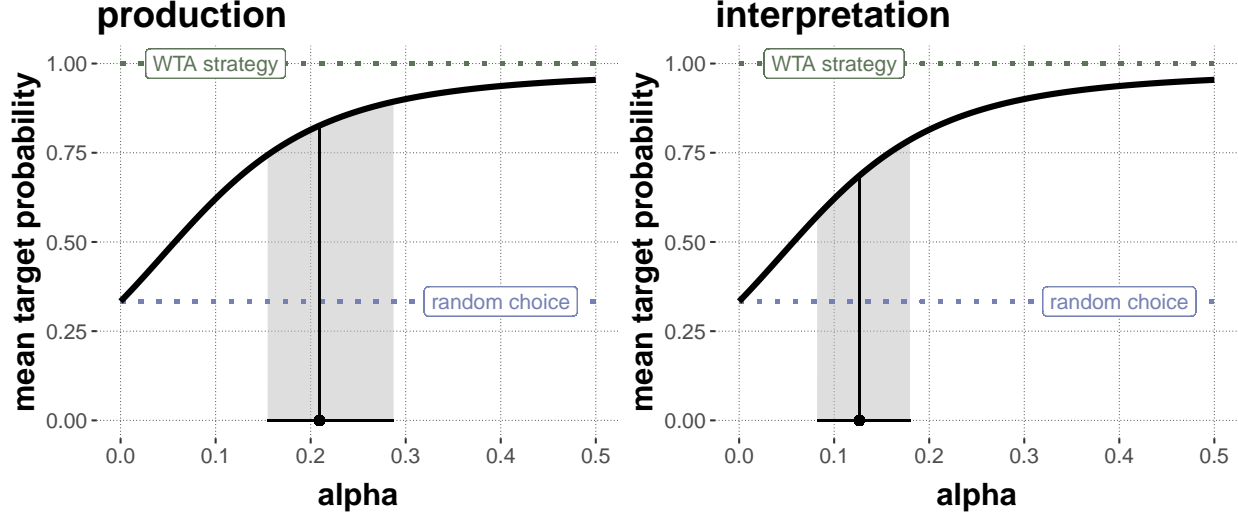 production
mean target probability
1.00
0.75
0.50
0.25
0.00
WTA strategy
random choice
0.0 0.1 0.2 0.3 0.4 0.5
alpha
interpretation
mean target probability
1.00
0.75
0.50
0.25
0.00
WTA strategy
random choice
0.0 0.1 0.2 0.3 0.4 0.5
alpha